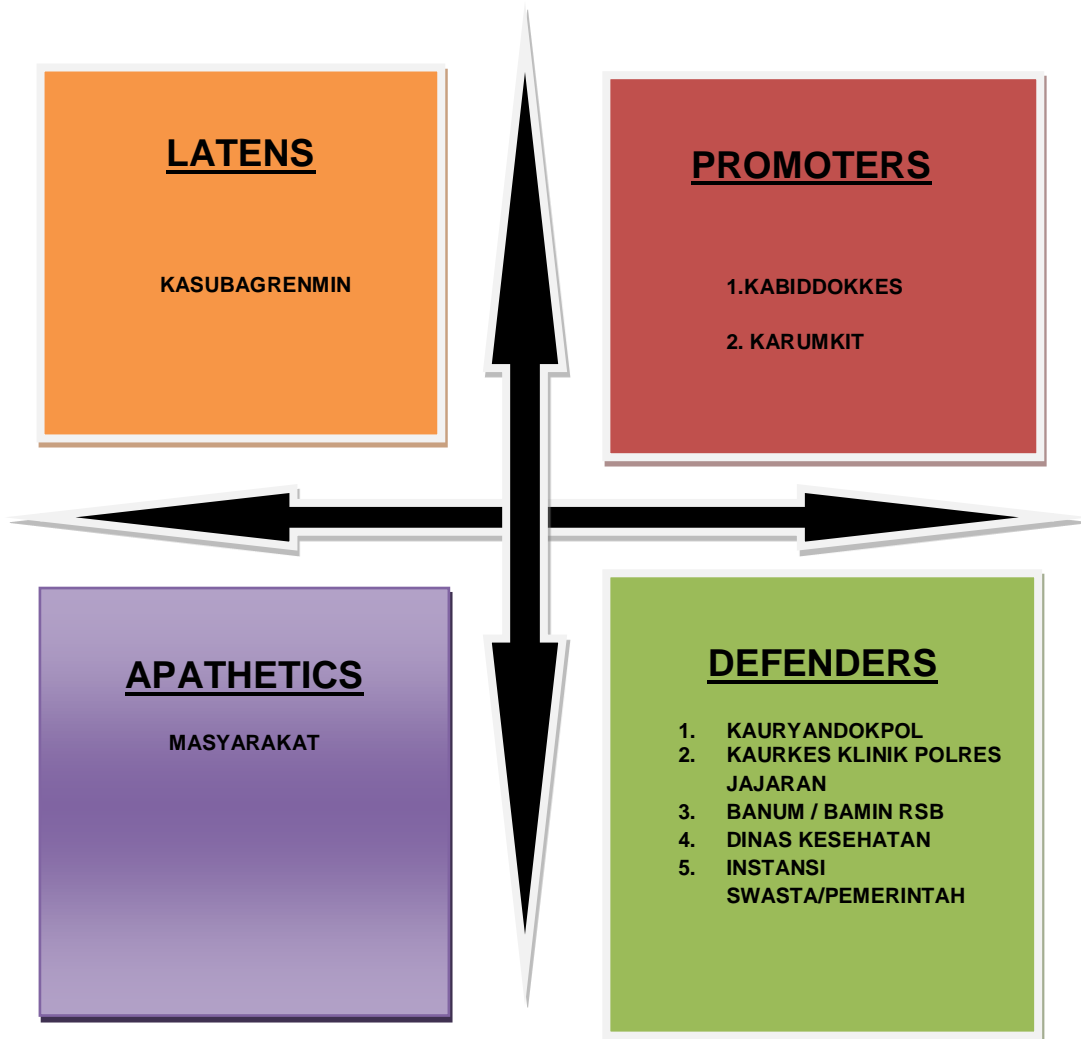 LATENS
KASUBAGRENMIN
PROMOTERS
1.KABIDDOKKES
2. KARUMKIT
APATHETICS
MASYARAKAT
DEFENDERS
1. KAURYANDOKPOL
2. KAURKES KLINIK POLRES
JAJARAN
3. BANUM / BAMIN RSB
4. DINAS KESEHATAN
5. INSTANSI
SWASTA/PEMERINTAH